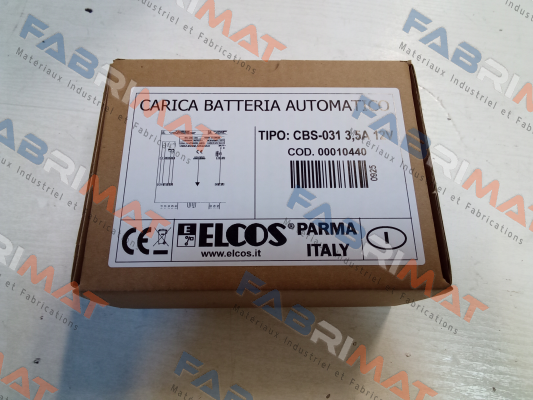 CARICA BATTERIA AUTOMATICO
TIPO: CBS-031 3,5A 12V
COD. 00010440
0925
CE
E
ELCOS® PARMA
www.elcos.it
ITALY
I
FABRIMAT
Materiaux Industriel et Fabrications